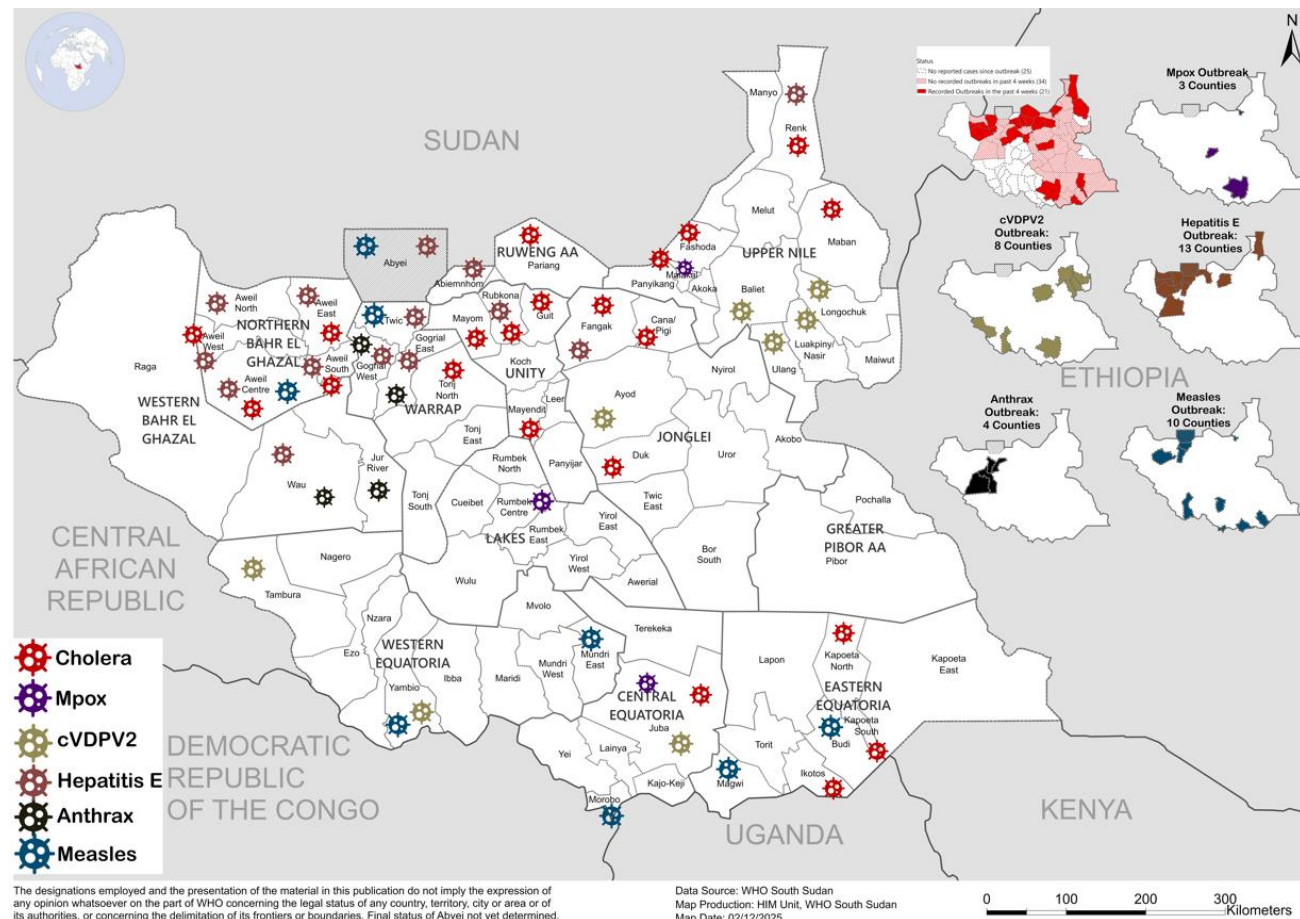 N
Status
No reported cases since outbreak (25)
No recorded outbreaks in past 4 weeks (34)
Recorded Outbreaks in the past 4 weeks (21)
Mpox Outbreak
3 Counties
cVDPV2
Outbreak:
8 Counties
Hepatitis E
Outbreak:
13 Counties
Anthrax
Outbreak:
4 Counties
Measles
Outbreak:
10 Counties
SUDAN
ETHIOPIA
KENYA
UGANDA
DEMOCRATIC
REPUBLIC
OF THE CONGO
CENTRAL
AFRICAN
REPUBLIC
Manyo
Renk
Melut
Maban
Fashoda
UPPER NILE
Malakal
Panyikang
Akoka
Baliet
Longochuk
Luakpiny/
Nasir
Maiwut
Ulang
Nyirol
RUWENG AA
Pariang
Abyei
Abiemnhom
Rubkona
Mayom
Guit
Koch
UNITY
Leer
Mayendit
Panyijar
Fangak
Cana/
Pigi
Ayod
JONGLEI
Duk
Uror
Akobo
Twic
East
Bor
South
Pochalla
GREATER
PIBOR AA
Pibor
Aweil
North
Aweil
East
NORTHERN
BAHR EL
GHAZAL
Aweil
West
Aweil
South
Aweil
Centre
Raga
WESTERN
BAHR EL
GHAZAL
Wau
Jur
River
Twic
Gogrial
East
Gogrial
West
Tonj
North
WARRAP
Tonj
East
Tonj
South
Rumbek
North
Cueibet
Rumbek
Centre
Rumbek
East
LAKES
Yirol
East
Yirol
West
Awerial
Wulu
Nagero
Tambura
Nzara
Ezo
WESTERN
EQUATORIA
Yambio
Ibba
Maridi
Mvolo
Mundri
West
Mundri
East
Terekeka
CENTRAL
EQUATORIA
Juba
Yei
Lainya
Kajo-Keji
Morobo
Lapon
Torit
Magwi
Ikotos
Kapoeta
North
EASTERN
EQUATORIA
Kapoeta
South
Budi
Kapoeta
East
Cholera
Mpox
cVDPV2
Hepatitis E
Anthrax
Measles
The designations employed and the presentation of the material in this publication do not imply the expression of
any opinion whatsoever on the part of WHO concerning the legal status of any country, territory, city or area or of
its authorities, or concerning the delimitation of its frontiers or boundaries. Final status of Abyei not yet determined.
Data Source: WHO South Sudan
Map Production: HIM Unit, WHO South Sudan
Map Date: 02/12/2025
0 100 200 300
Kilometers